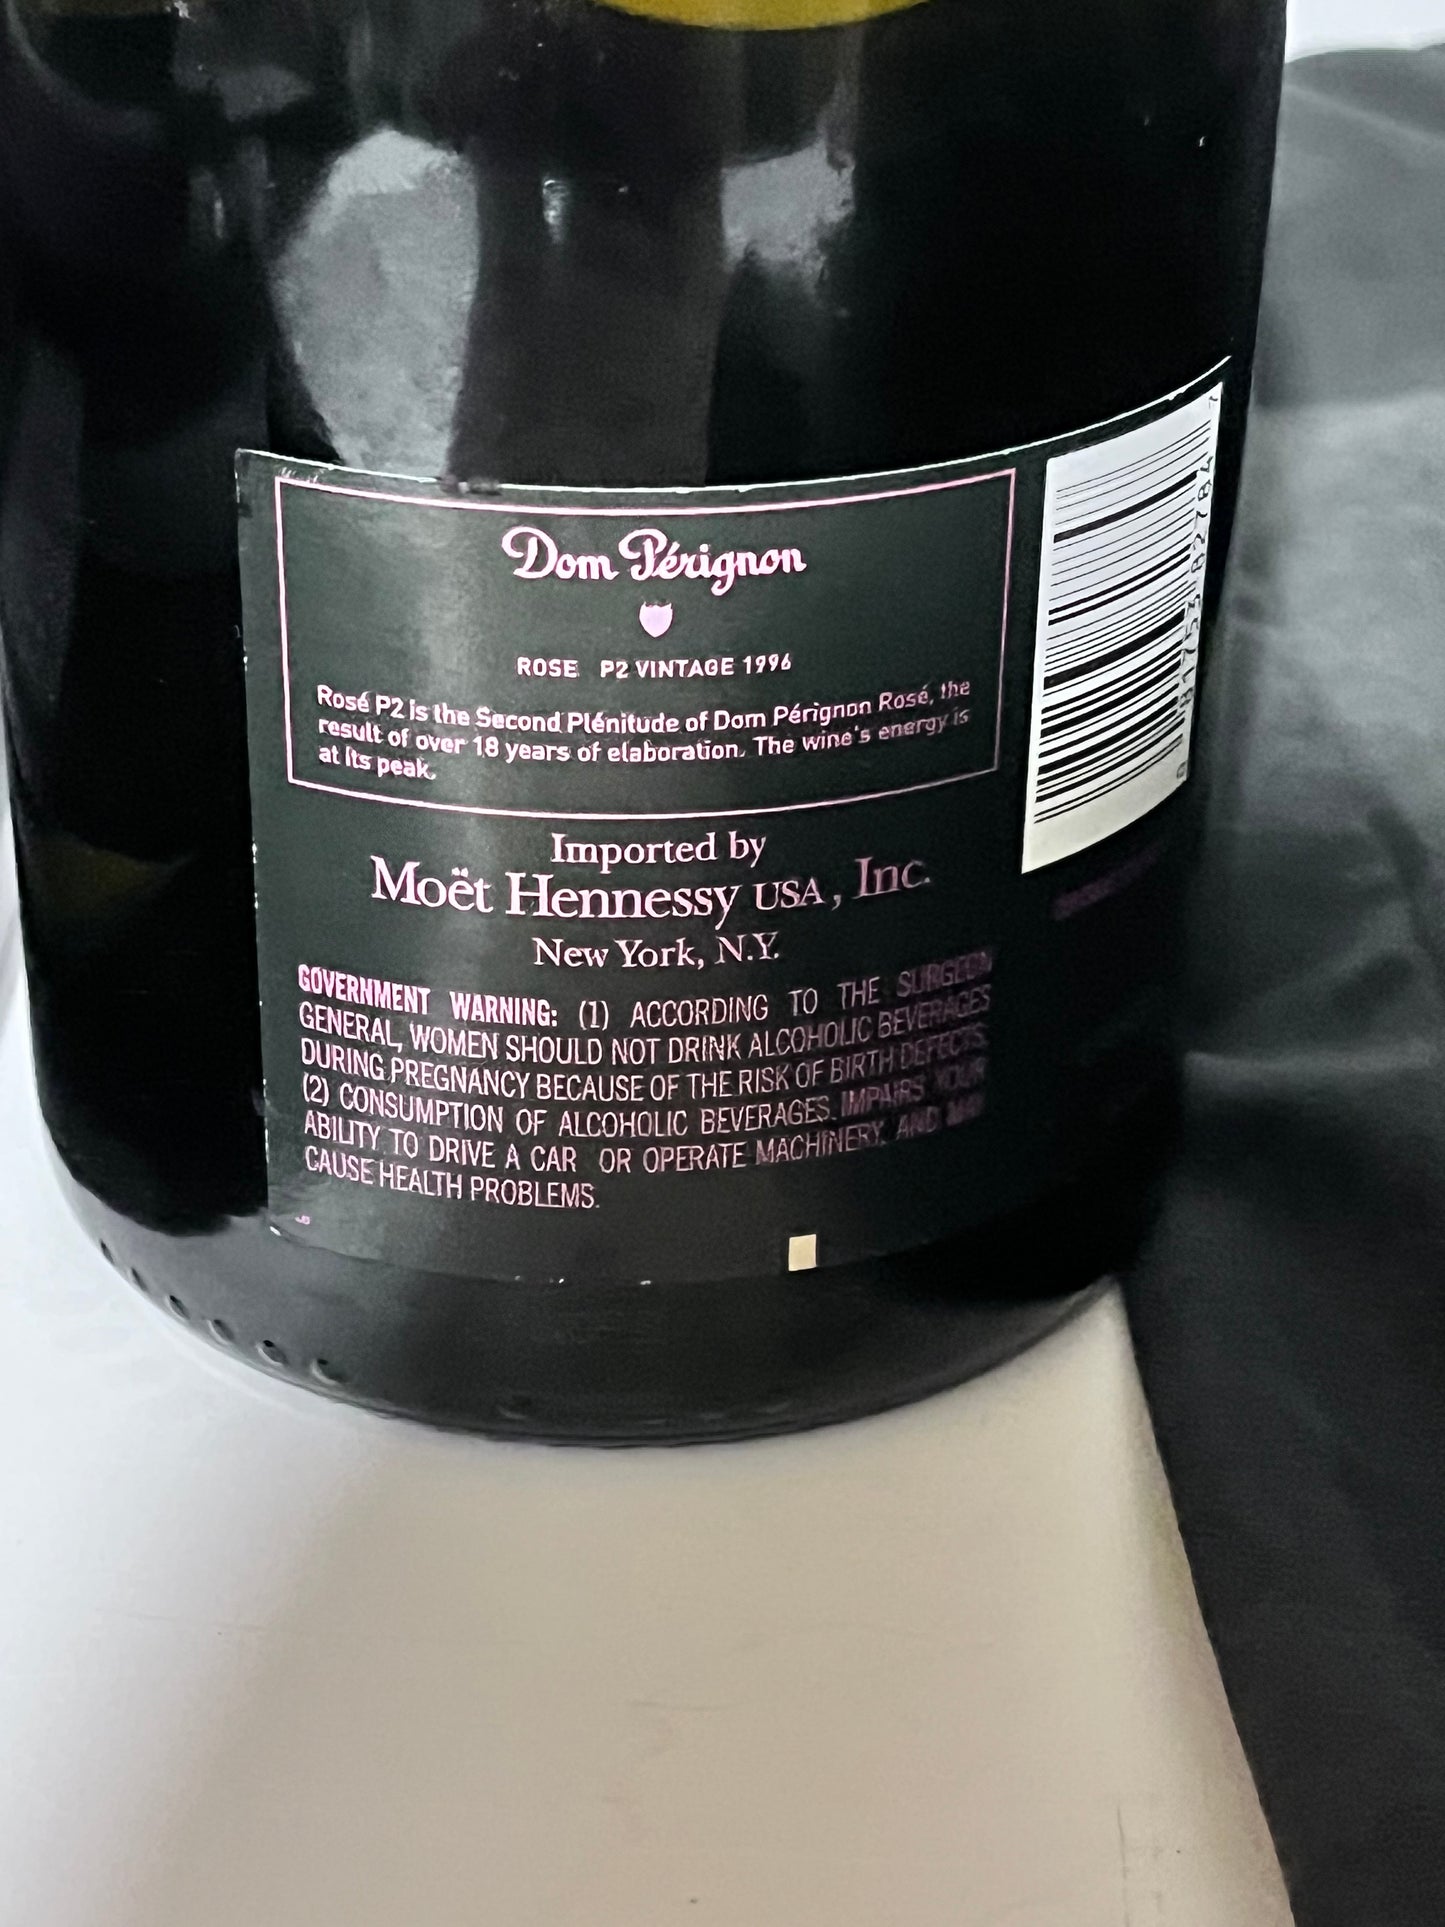 Dom Pérignon
ROSE P2 VINTAGE 1996
Rosé P2 is the Second Plénitude of Dom Pérignon Rosé, the
result of over 18 years of elaboration. The wine's energy is
at its peak.
Imported by
Moët Hennessy USA, Inc.
New York, N.Y.
GOVERNMENT WARNING: (1) ACCORDING TO THE SURGEON
GENERAL, WOMEN SHOULD NOT DRINK ALCOHOLIC BEVERAGES
DURING PREGNANCY BECAUSE OF THE RISK OF BIRTH DEFECTS.
(2) CONSUMPTION OF ALCOHOLIC BEVERAGES IMPAIRS YOUR
ABILITY TO DRIVE A CAR OR OPERATE MACHINERY, AND MAY
CAUSE HEALTH PROBLEMS.
0 81753 82784 7